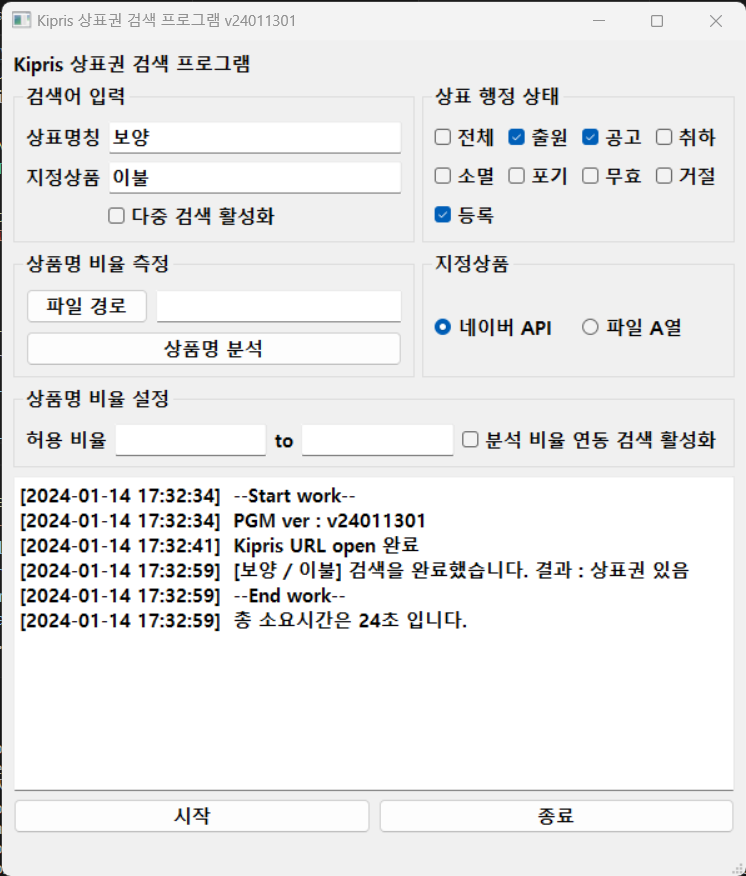 Kipris 상표권 검색 프로그램 v24011301
Kipris 상표권 검색 프로그램
검색어 입력
상표명칭 보양
지정상품 이불
다중 검색 활성화
상표 행정 상태
전체 출원 공고 취하
소멸 포기 무효 거절
등록
상품명 비율 측정
파일 경로
상품명 분석
지정상품
네이버 API 파일 A열
상품명 비율 설정
허용 비율 to 분석 비율 연동 검색 활성화
[2024-01-14 17:32:34] --Start work--
[2024-01-14 17:32:34] PGM ver : v24011301
[2024-01-14 17:32:41] Kipris URL open 완료
[2024-01-14 17:32:59] [보양 / 이불] 검색을 완료했습니다. 결과 : 상표권 있음
[2024-01-14 17:32:59] --End work--
[2024-01-14 17:32:59] 총 소요시간은 24초 입니다.
시작 종료